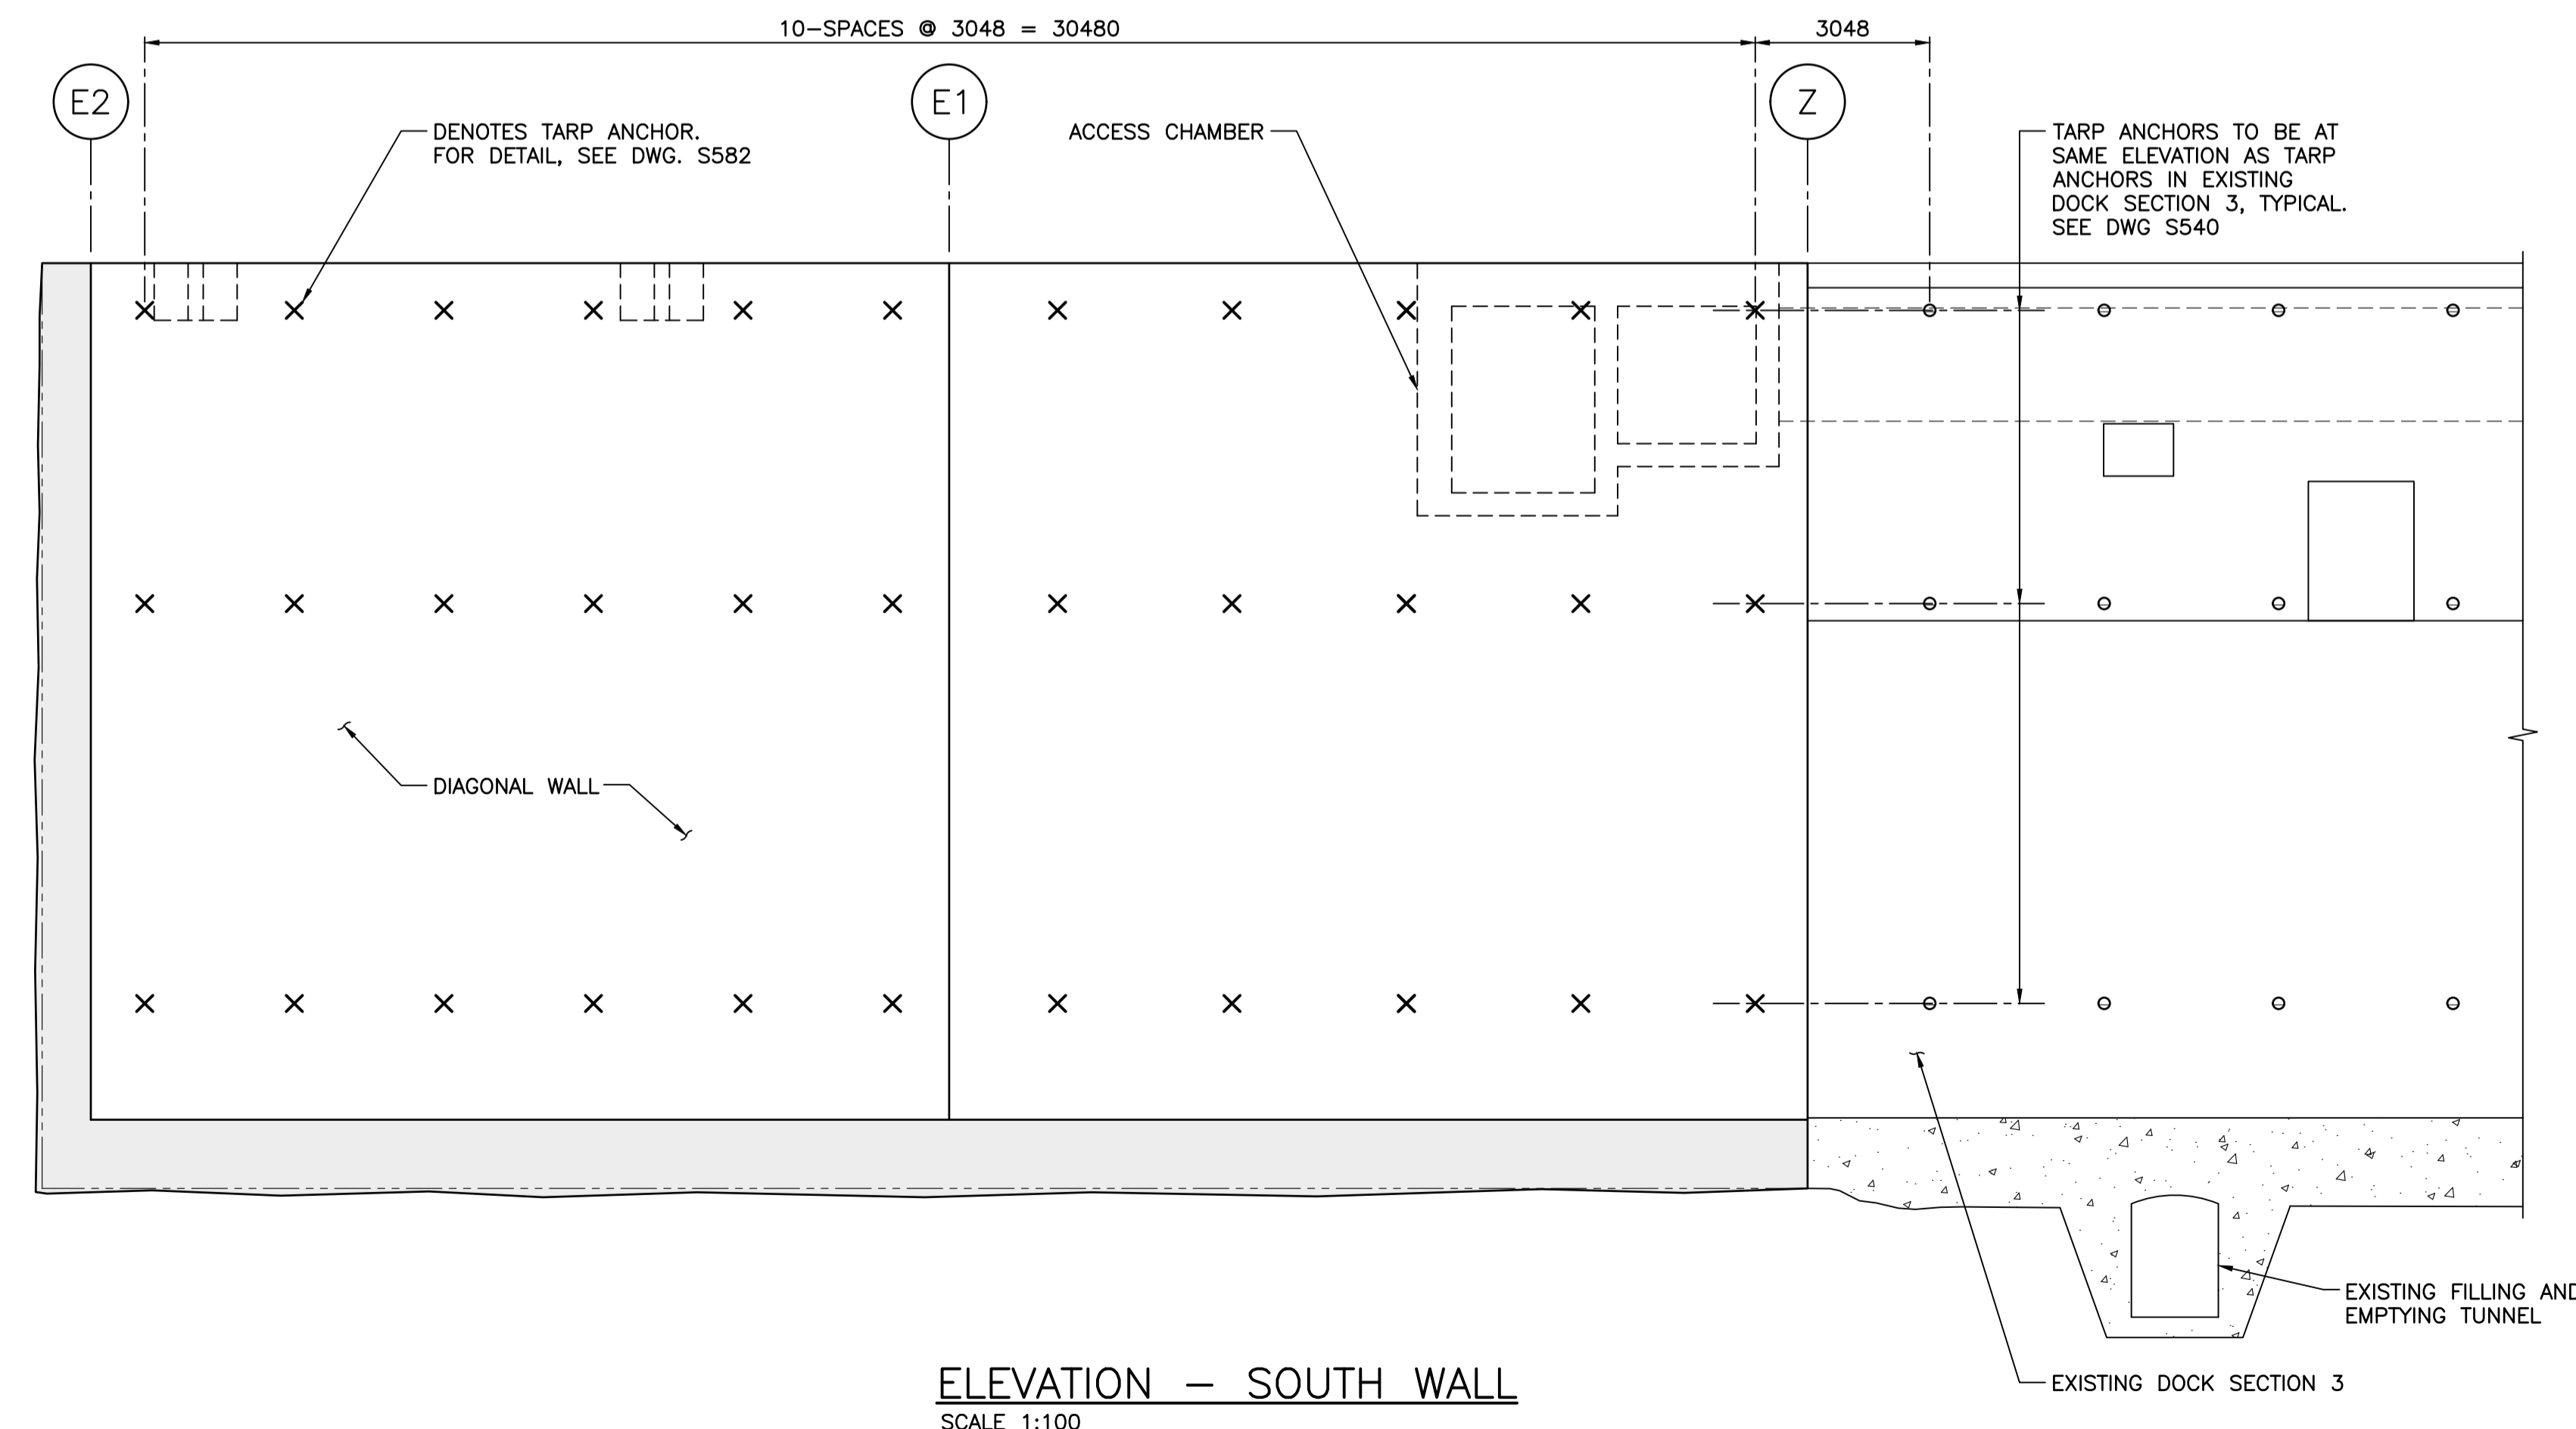 10-SPACES @ 3048 = 30480
3048
E2
E1
Z
DENOTES TARP ANCHOR.
FOR DETAIL, SEE DWG. S582
ACCESS CHAMBER
TARP ANCHORS TO BE AT
SAME ELEVATION AS TARP
ANCHORS IN EXISTING
DOCK SECTION 3, TYPICAL.
SEE DWG S540
DIAGONAL WALL
EXISTING FILLING AND
EMPTYING TUNNEL
EXISTING DOCK SECTION 3
ELEVATION - SOUTH WALL
SCALE 1:100